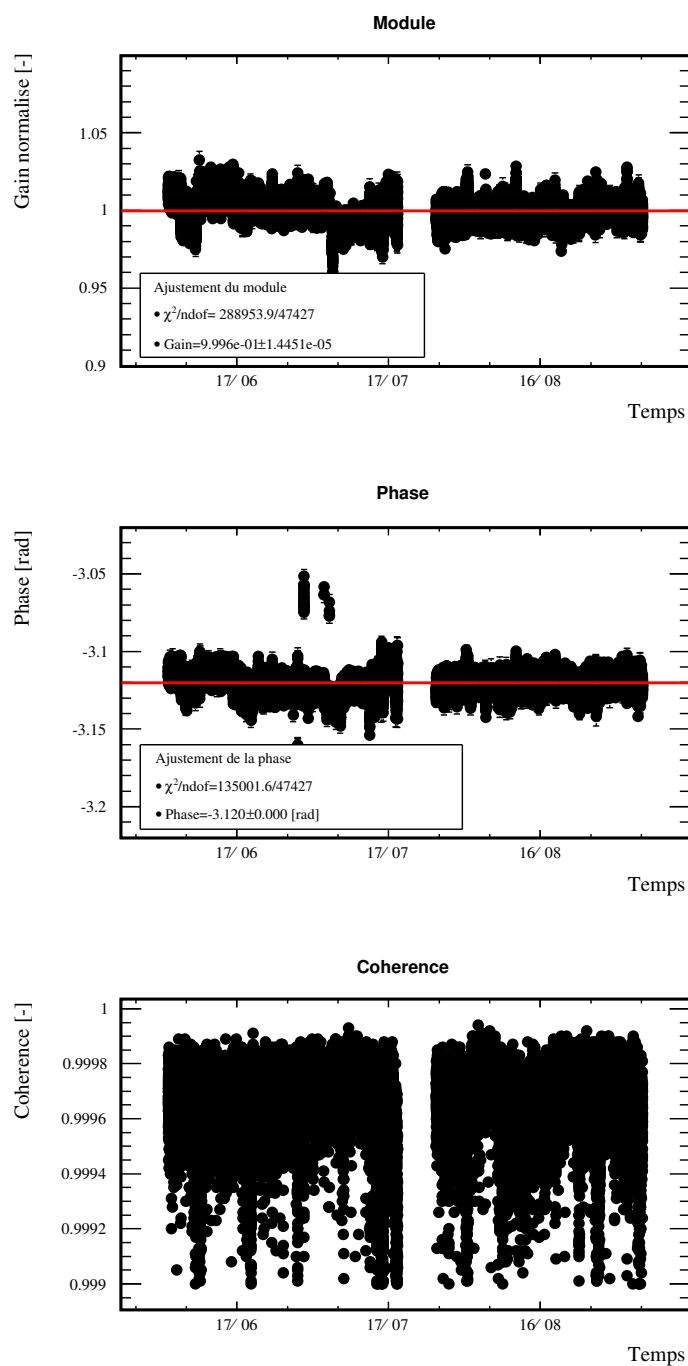 Module
Gain normalise [-]
1.05
1
0.95
0.9
Ajustement du module
• χ²/ndof= 288953.9/47427
• Gain=9.996e-01±1.4451e-05
17/06
17/07
16/08
Temps
Phase
Phase [rad]
-3.05
-3.1
-3.15
-3.2
Ajustement de la phase
• χ²/ndof=135001.6/47427
• Phase=-3.120±0.000 [rad]
17/06
17/07
16/08
Temps
Coherence
Coherence [-]
1
0.9998
0.9996
0.9994
0.9992
0.999
17/06
17/07
16/08
Temps